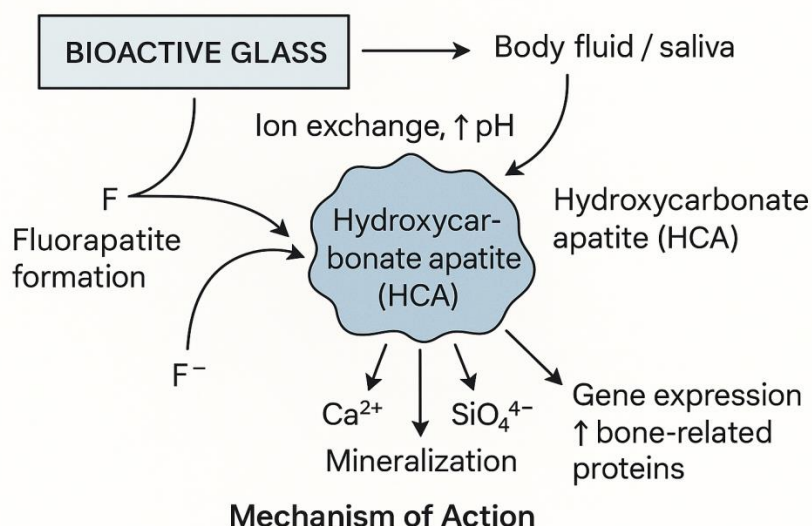 BIOACTIVE GLASS
Body fluid / saliva
Ion exchange, ↑ pH
F
Fluorapatite
formation
F⁻
Hydroxycar-
bonate apatite
(HCA)
Hydroxycarbonate
apatite (HCA)
Ca²⁺
SiO₄⁴⁻
Mineralization
Gene expression
↑ bone-related
proteins
Mechanism of Action